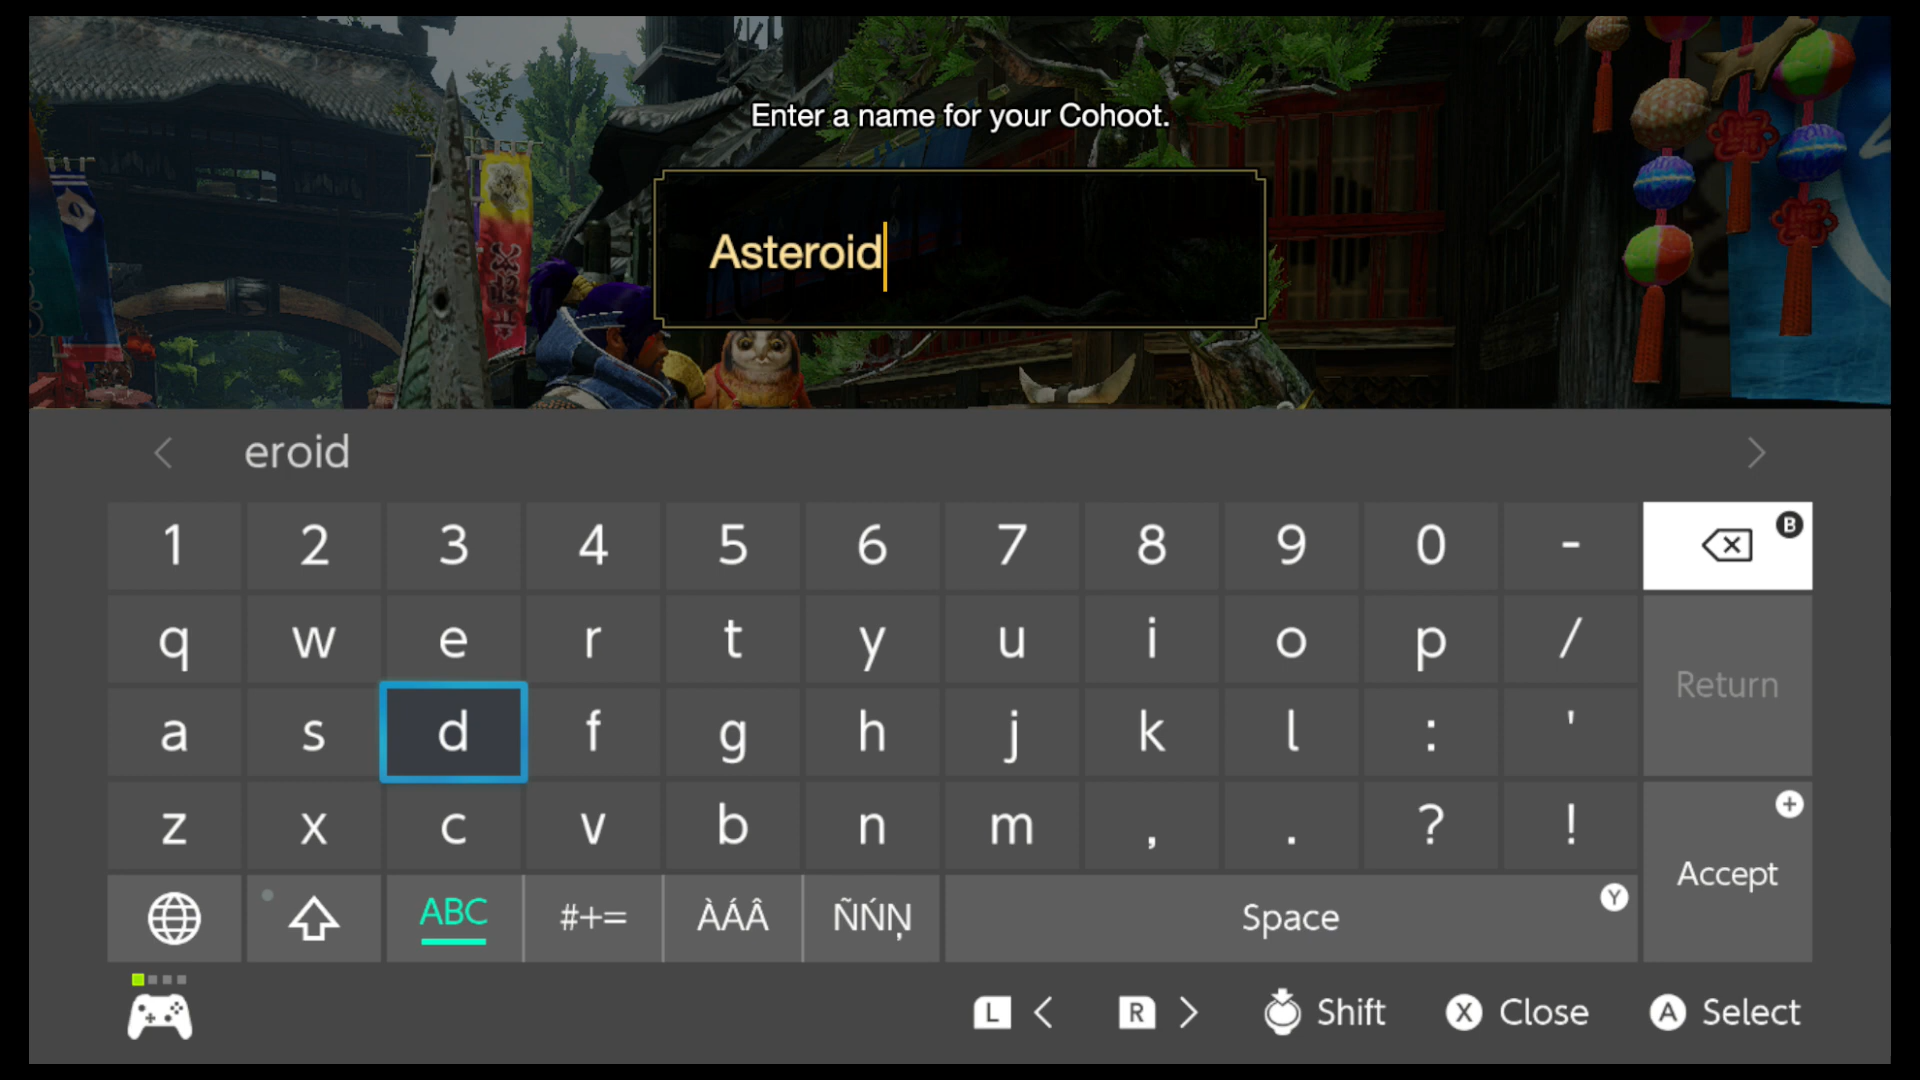 Enter a name for your Cohoot.
Asteroid
eroid
1 2 3 4 5 6 7 8 9 0 - B
q w e r t y u i o p /
Return
a s d f g h j k l : '
z x c v b n m , . ? !
Accept
ABC #+= ÀÁÂ ÑŃŅ Space Y
L < R > Shift X Close A Select